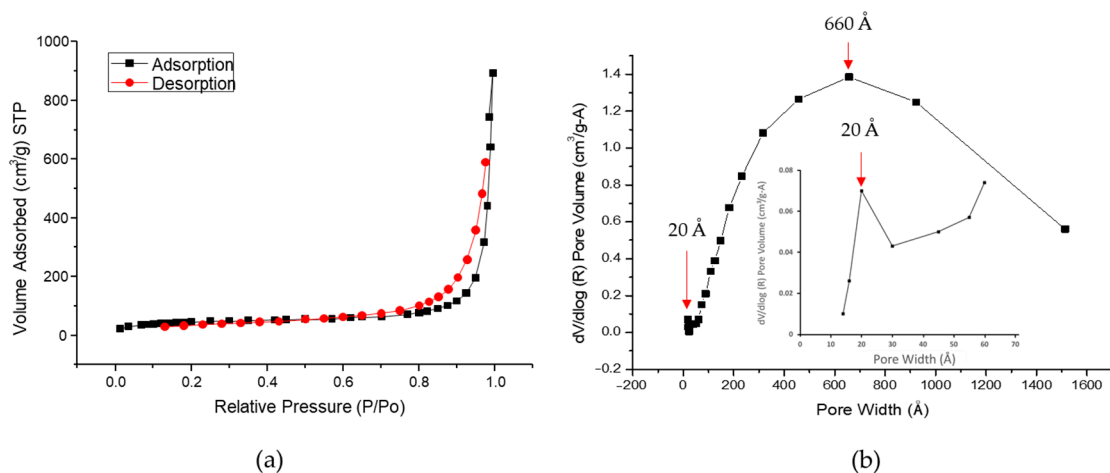 1000
800
600
400
200
0
Volume Adsorbed (cm³/g) STP
Adsorption
Desorption
0.0 0.2 0.4 0.6 0.8 1.0
Relative Pressure (P/Po)
(a)
660 Å
1.4
1.2
1.0
0.8
0.6
0.4
0.2
0.0
-0.2
dV/dlog (R) Pore Volume (cm³/g-A)
20 Å
20 Å
0.08
0.06
0.04
0.02
0
dV/dlog (R) Pore Volume (cm³/g-A)
0 10 20 30 40 50 60 70
Pore Width (Å)
-200 0 200 400 600 800 1000 1200 1400 1600
Pore Width (Å)
(b)